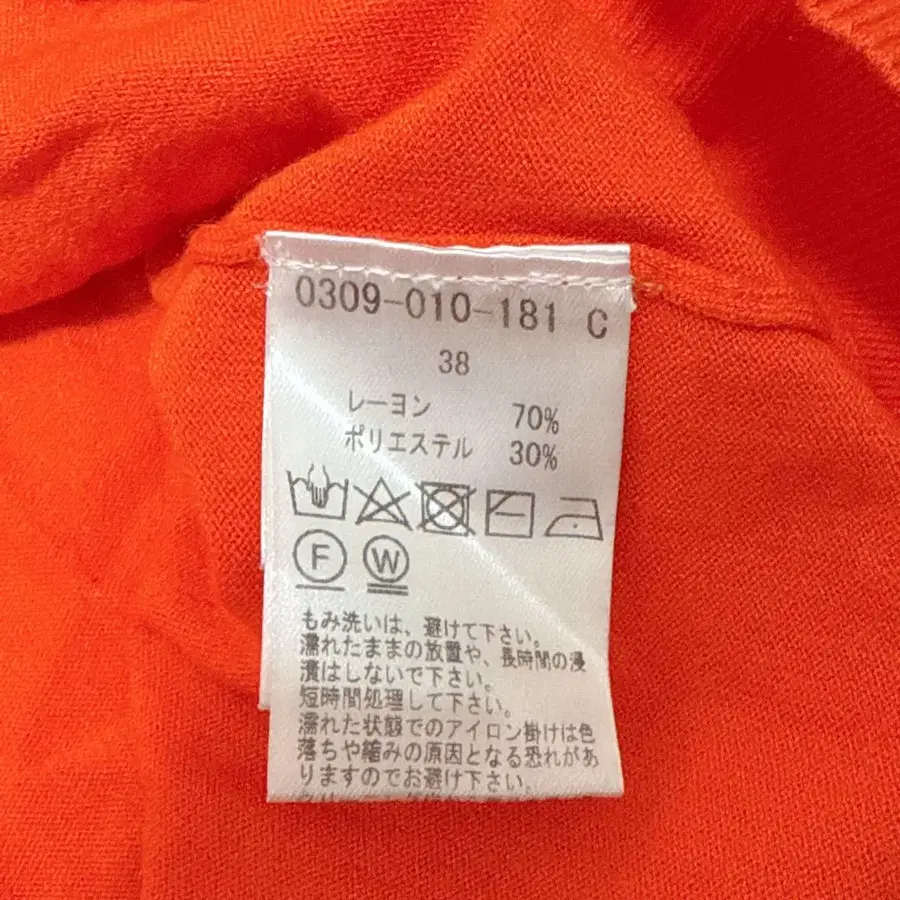 0309-010-181 C
38
レーヨン 70%
ポリエステル 30%
F W
もみ洗いは、避けて下さい。
濡れたままの放置や、長時間の浸
漬はしないで下さい。
短時間処理して下さい。
濡れた状態でのアイロン掛けは色
落ちや縮みの原因となる恐れがあ
りますのでお避け下さい。